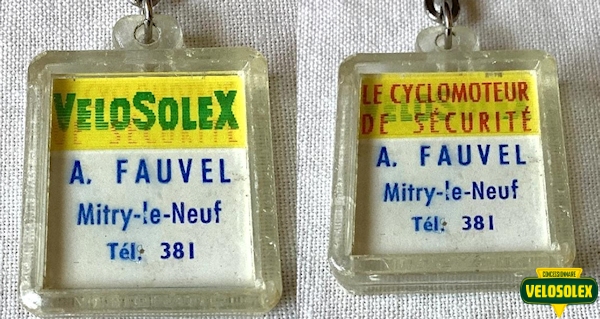 VELOSOLEX
A. FAUVEL
Mitry-le-Neuf
Tél. 381
LE CYCLOMOTEUR
DE SÉCURITÉ
A. FAUVEL
Mitry-le-Neuf
Tél. 381
CONCESSIONNAIRE
VELOSOLEX